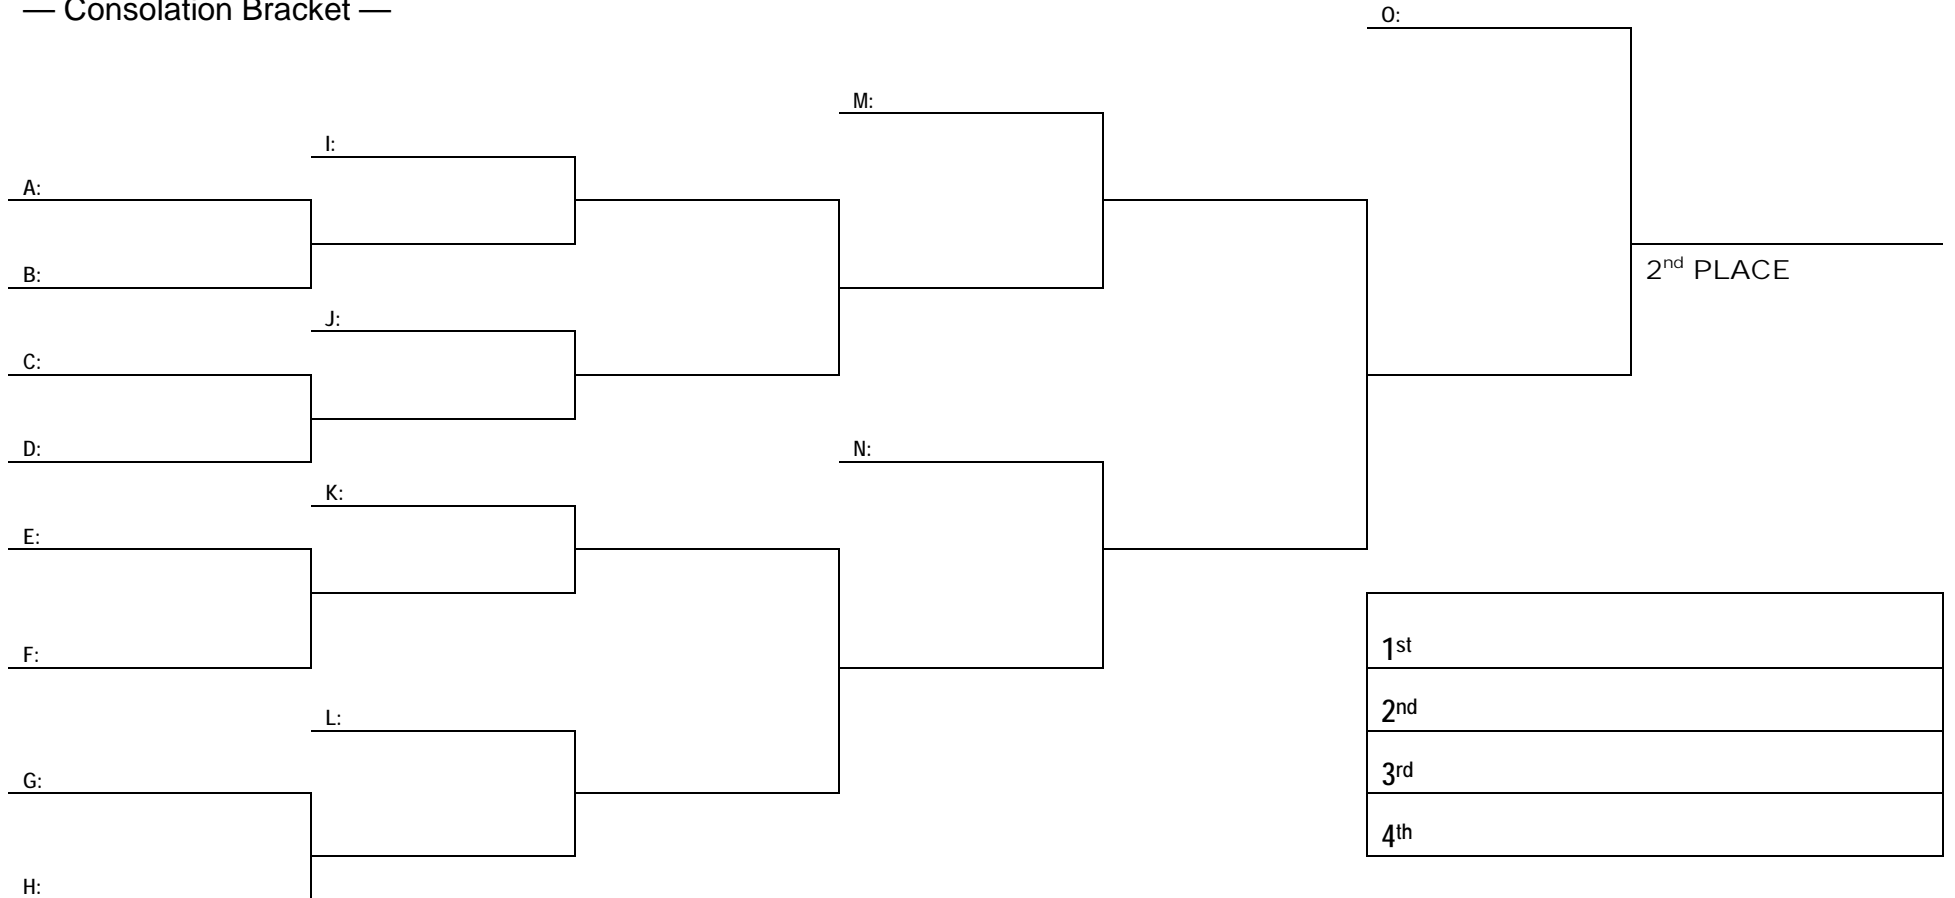 — Consolation Bracket —
O:
M:
I:
A:
B:
2nd PLACE
J:
C:
D:
N:
K:
E:
F:
1st
2nd
L:
3rd
G:
4th
H: